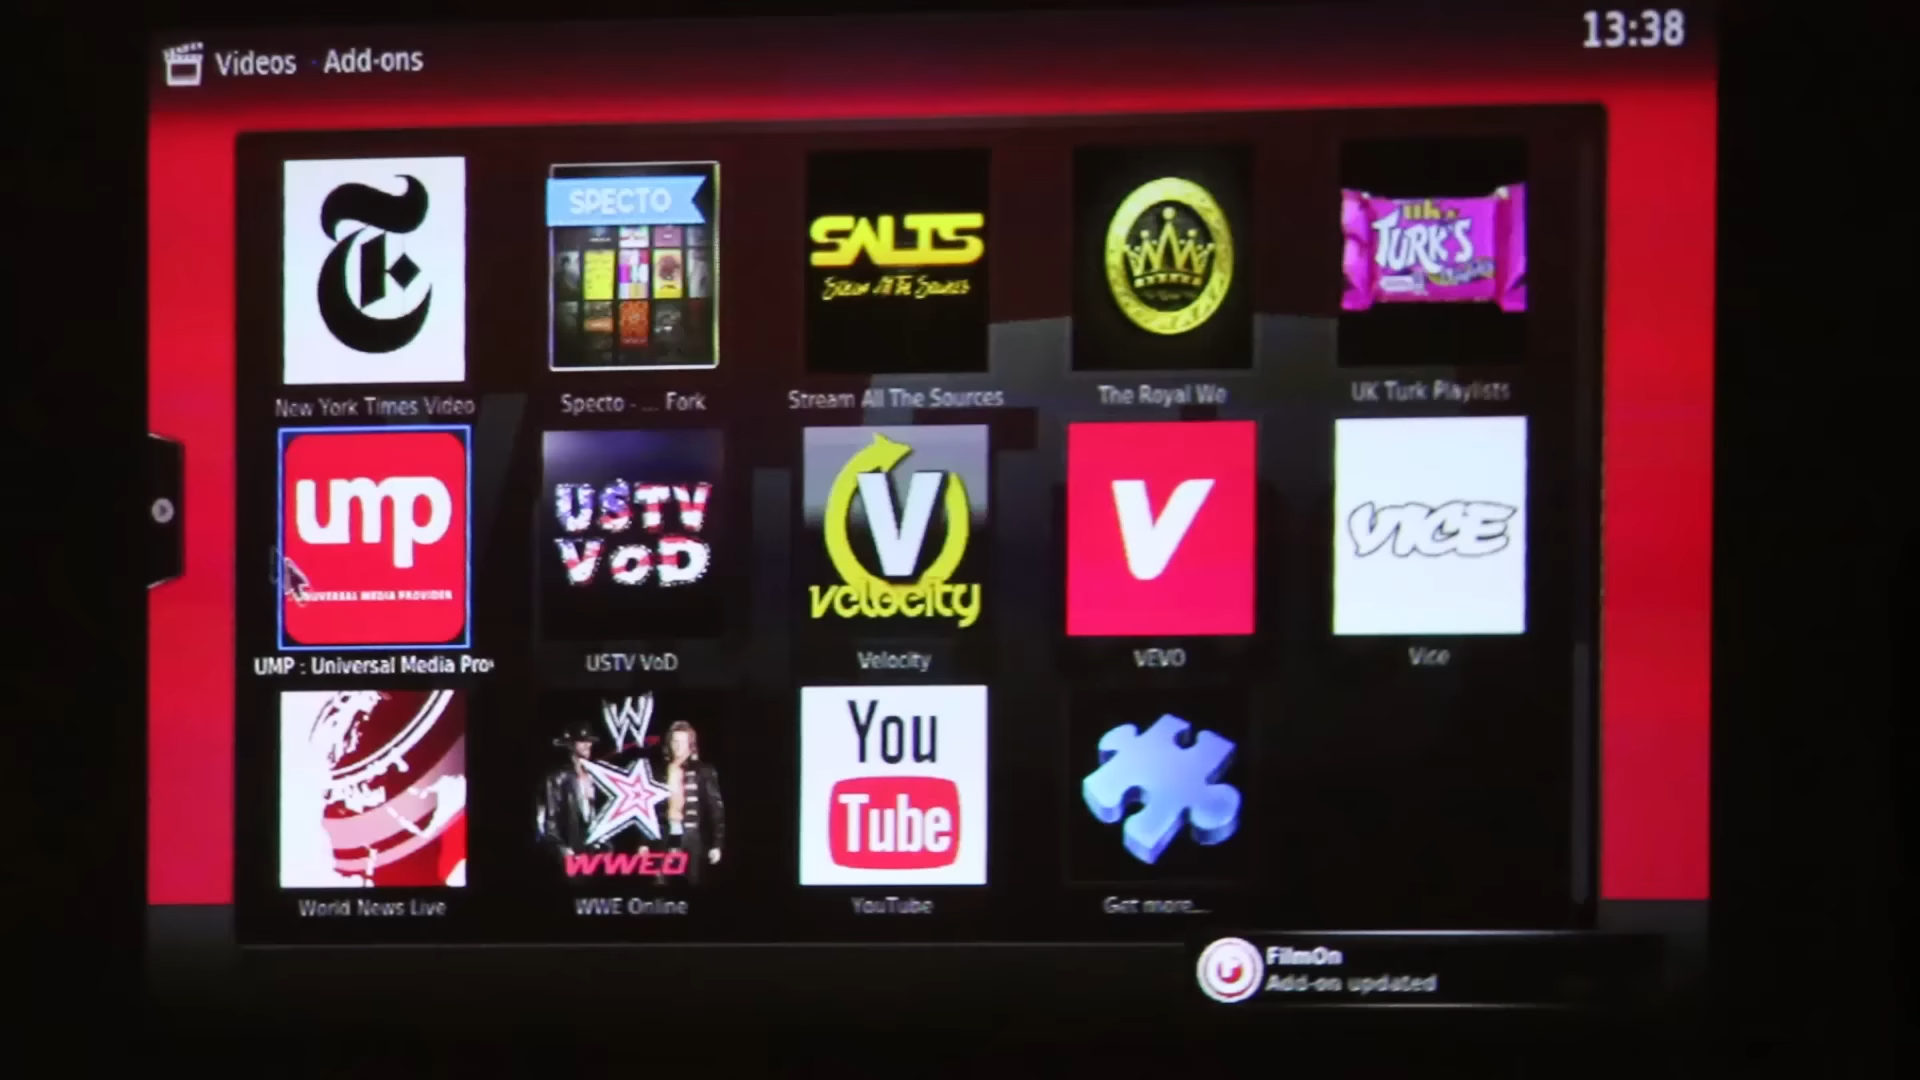 13:38
Videos - Add-ons
SPECTO
SALTS
Stream All The Sources
UK
TURK'S
New York Times Video
Specto - ... Fork
Stream All The Sources
The Royal We
UK Turk Playlists
ump
UNIVERSAL MEDIA PROVIDER
USTV
VoD
V
velocity
V
VICE
UMP : Universal Media Pro
USTV VoD
Velocity
VEVO
Vice
W
WWEO
You
Tube
World News Live
WWE Online
YouTube
Get more...
FilmOn
Add-on updated